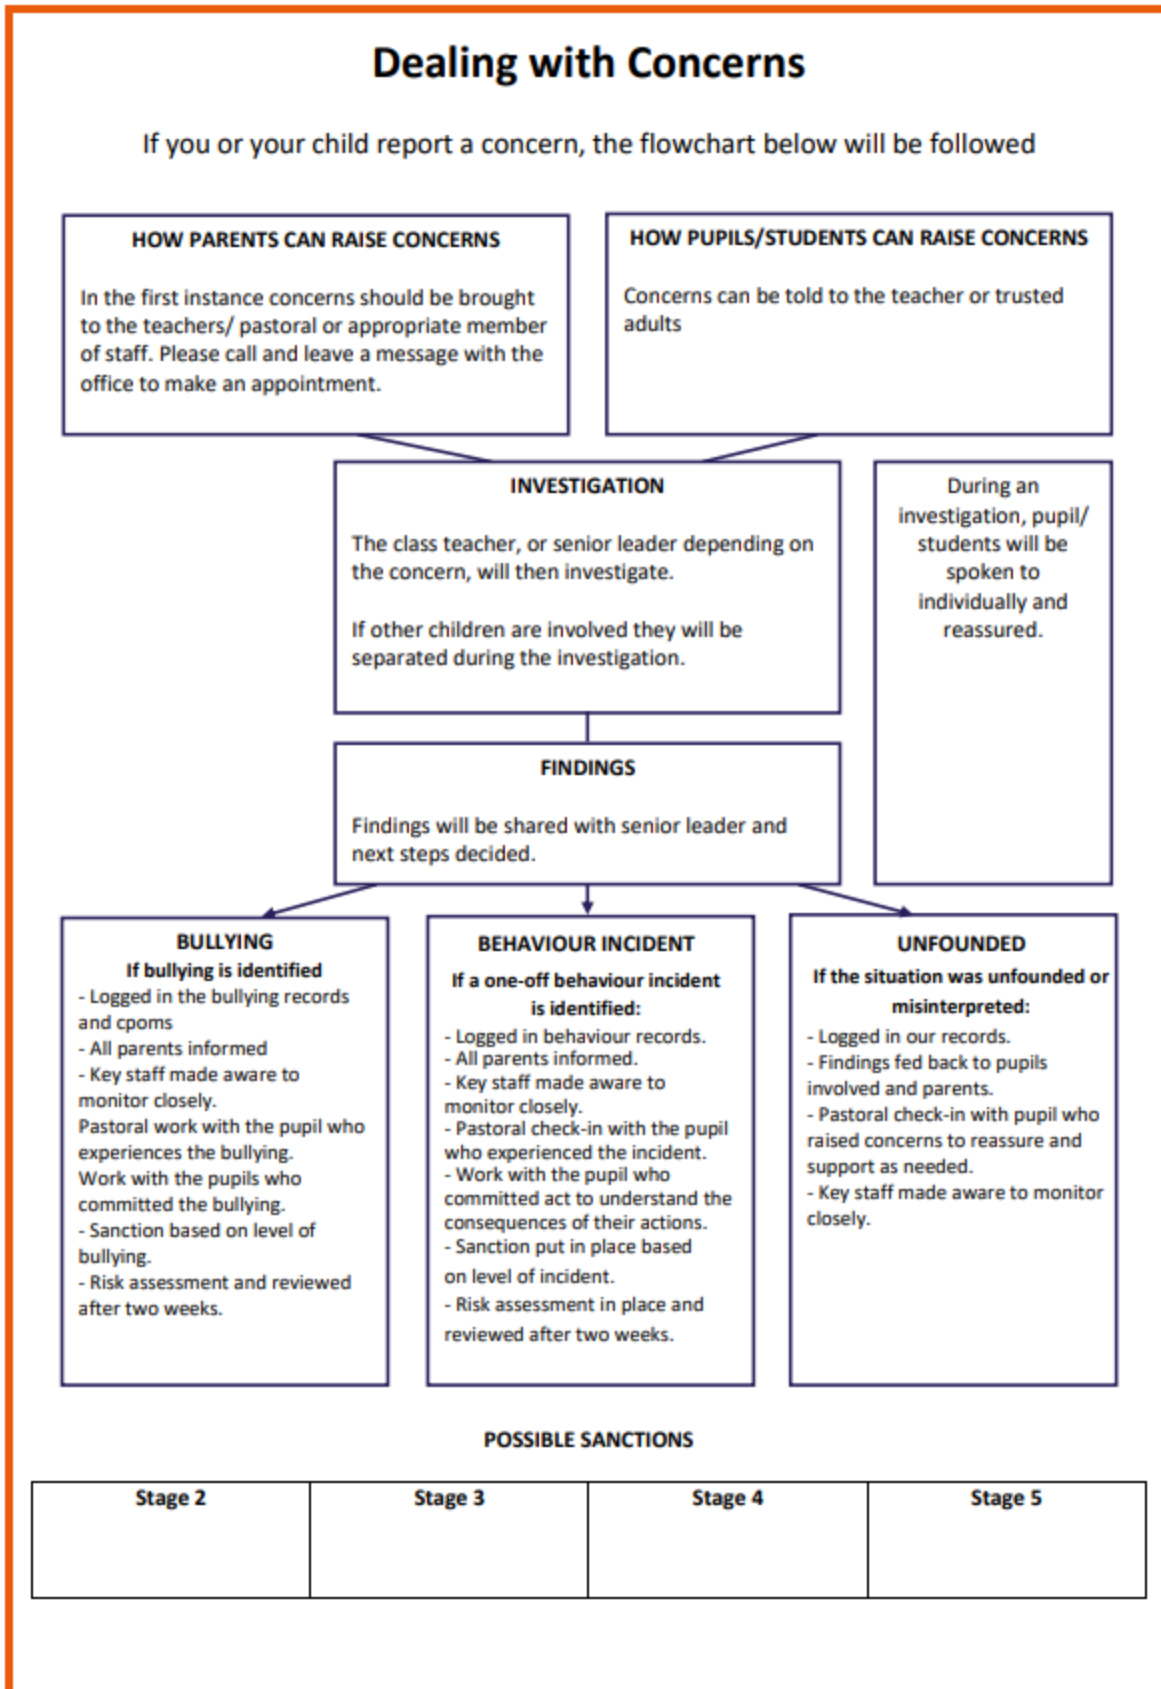 Dealing with Concerns
If you or your child report a concern, the flowchart below will be followed
HOW PARENTS CAN RAISE CONCERNS
In the first instance concerns should be brought
to the teachers/ pastoral or appropriate member
of staff. Please call and leave a message with the
office to make an appointment.
HOW PUPILS/STUDENTS CAN RAISE CONCERNS
Concerns can be told to the teacher or trusted
adults
INVESTIGATION
The class teacher, or senior leader depending on
the concern, will then investigate.
If other children are involved they will be
separated during the investigation.
During an
investigation, pupil/
students will be
spoken to
individually and
reassured.
FINDINGS
Findings will be shared with senior leader and
next steps decided.
BULLYING
If bullying is identified
- Logged in the bullying records
and cpoms
- All parents informed
- Key staff made aware to
monitor closely.
Pastoral work with the pupil who
experiences the bullying.
Work with the pupils who
committed the bullying.
- Sanction based on level of
bullying.
- Risk assessment and reviewed
after two weeks.
BEHAVIOUR INCIDENT
If a one-off behaviour incident
is identified:
- Logged in behaviour records.
- All parents informed.
- Key staff made aware to
monitor closely.
- Pastoral check-in with the pupil
who experienced the incident.
- Work with the pupil who
committed act to understand the
consequences of their actions.
- Sanction put in place based
on level of incident.
- Risk assessment in place and
reviewed after two weeks.
UNFOUNDED
If the situation was unfounded or
misinterpreted:
- Logged in our records.
- Findings fed back to pupils
involved and parents.
- Pastoral check-in with pupil who
raised concerns to reassure and
support as needed.
- Key staff made aware to monitor
closely.
POSSIBLE SANCTIONS
Stage 2
Stage 3
Stage 4
Stage 5